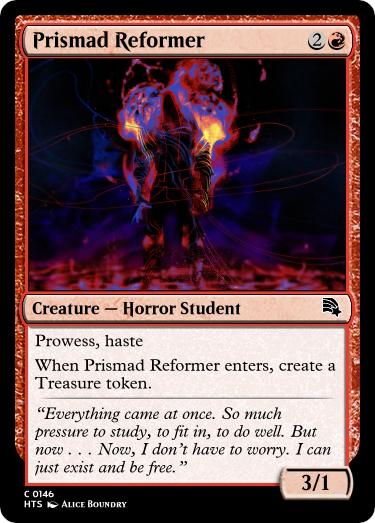 Prismad Reformer 2
Creature — Horror Student
Prowess, haste
When Prismad Reformer enters, create a
Treasure token.
“Everything came at once. So much
pressure to study, to fit in, to do well. But
now . . . Now, I don’t have to worry. I can
just exist and be free.”
3/1
C 0146
HTS ALICE BOUNDRY